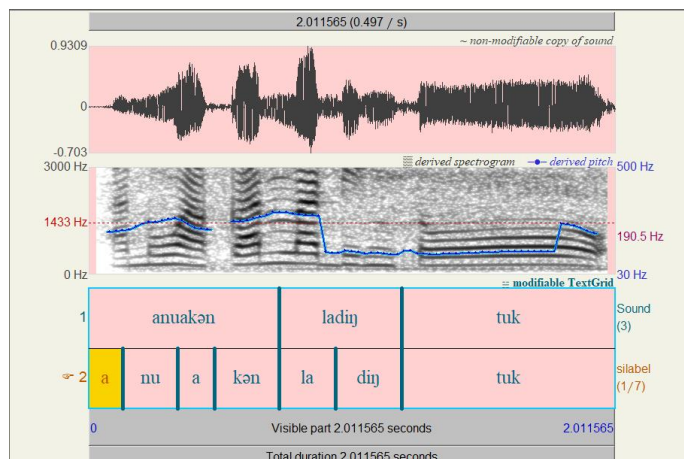 2.011565 (0.497 / s)
0.9309
~ non-modifiable copy of sound
0
-0.703
3000 Hz
derived spectrogram
derived pitch
500 Hz
1433 Hz
190.5 Hz
0 Hz
30 Hz
modifiable TextGrid
1 anuakən ladiŋ tuk Sound (3)
2 a nu a kən la diŋ tuk silabel (1/7)
0 Visible part 2.011565 seconds 2.011565
Total duration 2.011565 seconds